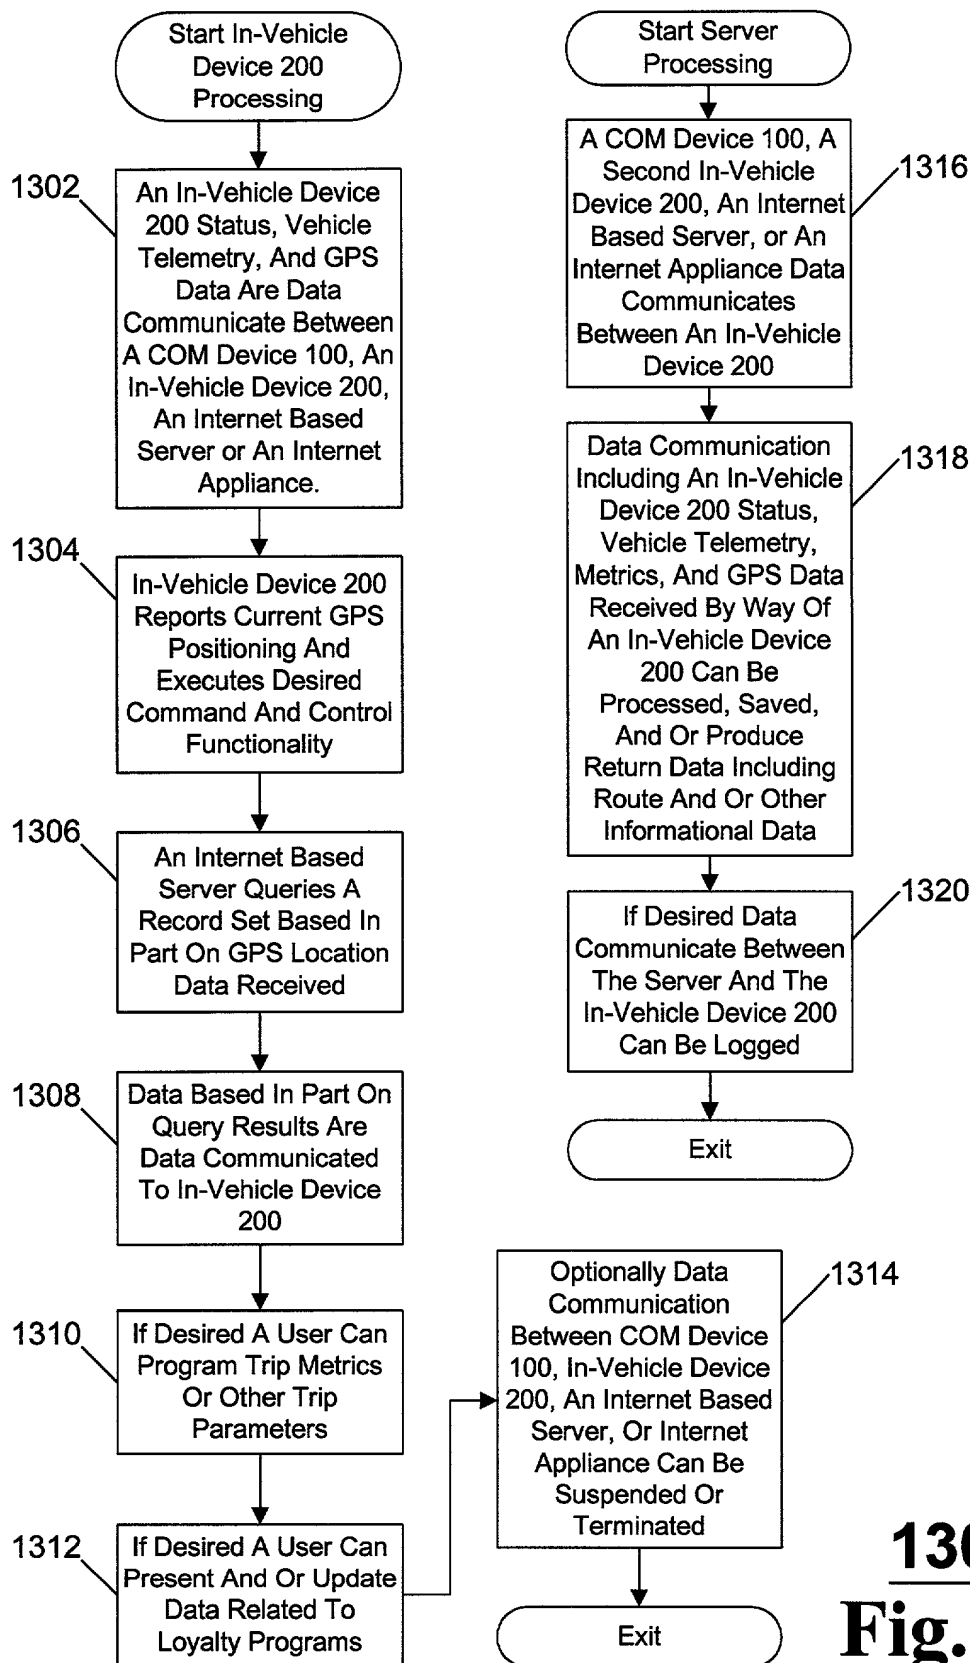 Start In-Vehicle
Device 200
Processing
1302
An In-Vehicle Device
200 Status, Vehicle
Telemetry, And GPS
Data Are Data
Communicate Between
A COM Device 100, An
In-Vehicle Device 200,
An Internet Based
Server or An Internet
Appliance.
1304
In-Vehicle Device 200
Reports Current GPS
Positioning And
Executes Desired
Command And Control
Functionality
1306
An Internet Based
Server Queries A
Record Set Based In
Part On GPS Location
Data Received
1308
Data Based In Part On
Query Results Are
Data Communicated
To In-Vehicle Device
200
1310
If Desired A User Can
Program Trip Metrics
Or Other Trip
Parameters
1312
If Desired A User Can
Present And Or Update
Data Related To
Loyalty Programs
1314
Optionally Data
Communication
Between COM Device
100, In-Vehicle Device
200, An Internet Based
Server, Or Internet
Appliance Can Be
Suspended Or
Terminated
Exit
Start Server
Processing
1316
A COM Device 100, A
Second In-Vehicle
Device 200, An Internet
Based Server, or An
Internet Appliance Data
Communicates
Between An In-Vehicle
Device 200
1318
Data Communication
Including An In-Vehicle
Device 200 Status,
Vehicle Telemetry,
Metrics, And GPS Data
Received By Way Of
An In-Vehicle Device
200 Can Be
Processed, Saved,
And Or Produce
Return Data Including
Route And Or Other
Informational Data
1320
If Desired Data
Communicate Between
The Server And The
In-Vehicle Device 200
Can Be Logged
Exit
Fig.